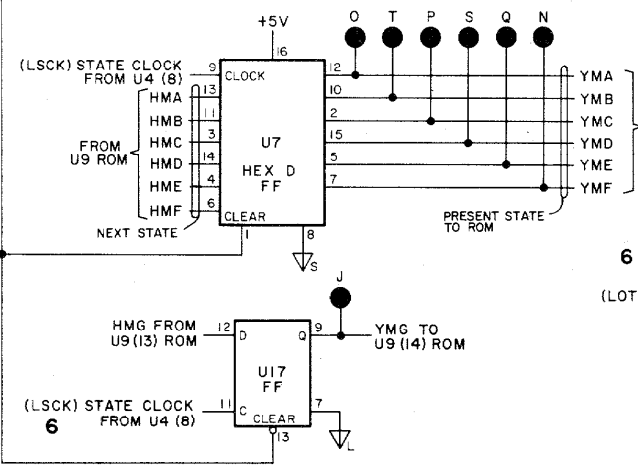 O T P S Q N
+5V
16
(LSCK) STATE CLOCK
FROM U4 (8)
9 CLOCK 12 YMA
HMA 13 10 YMB
HMB 11 2 YMC
HMC 3 15 YMD
HMD 14 5 YME
HME 4 7 YMF
HMF 6
FROM
U9 ROM
U7
HEX D
FF
CLEAR
NEXT STATE
1 8
S
PRESENT STATE
TO ROM
6
(LOT
J
HMG FROM
U9 (13) ROM
12 D Q 9
YMG TO
U9 (14) ROM
U17
FF
(LSCK) STATE CLOCK
FROM U4 (8)
11 C 7
CLEAR
13
L
6